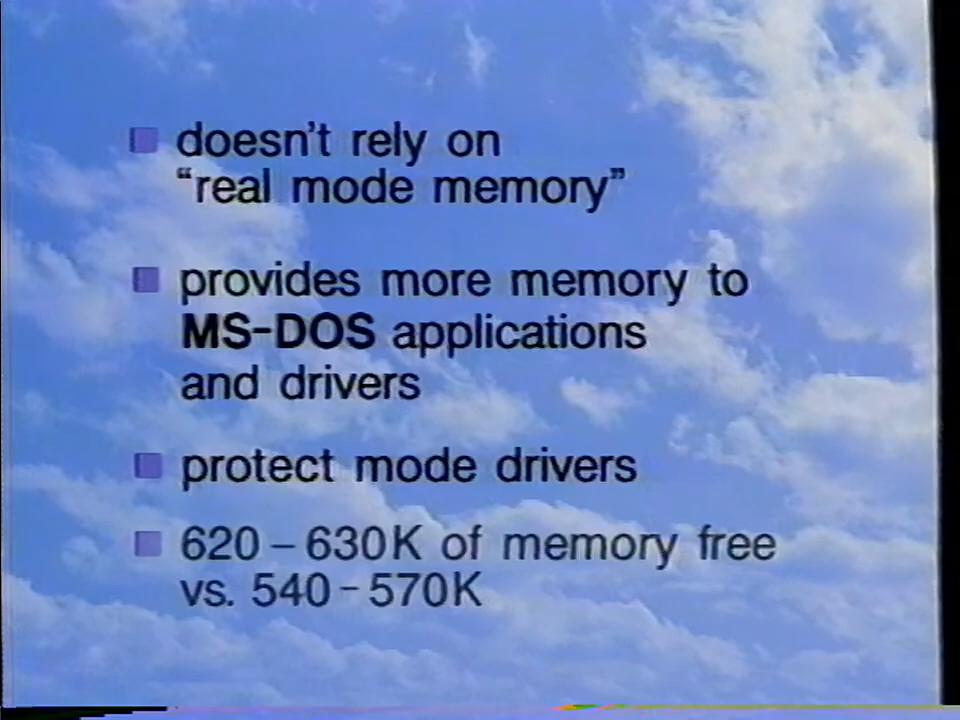 doesn't rely on
“real mode memory”
provides more memory to
MS-DOS applications
and drivers
protect mode drivers
620 – 630K of memory free
vs. 540 – 570K